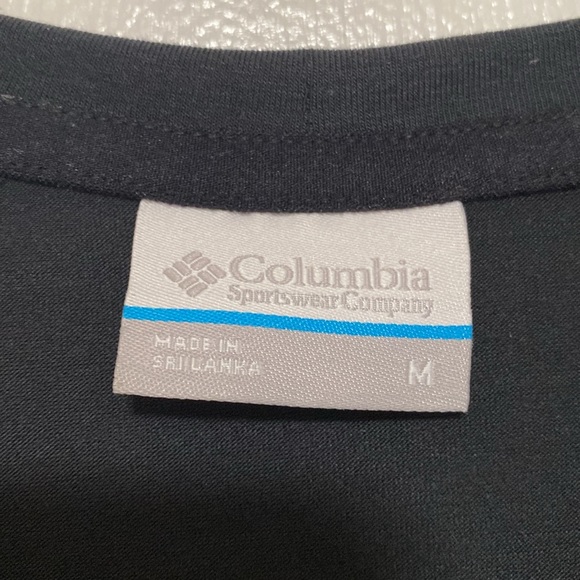 Columbia
Sportswear Company
MADE IN
SRI LANKA
M